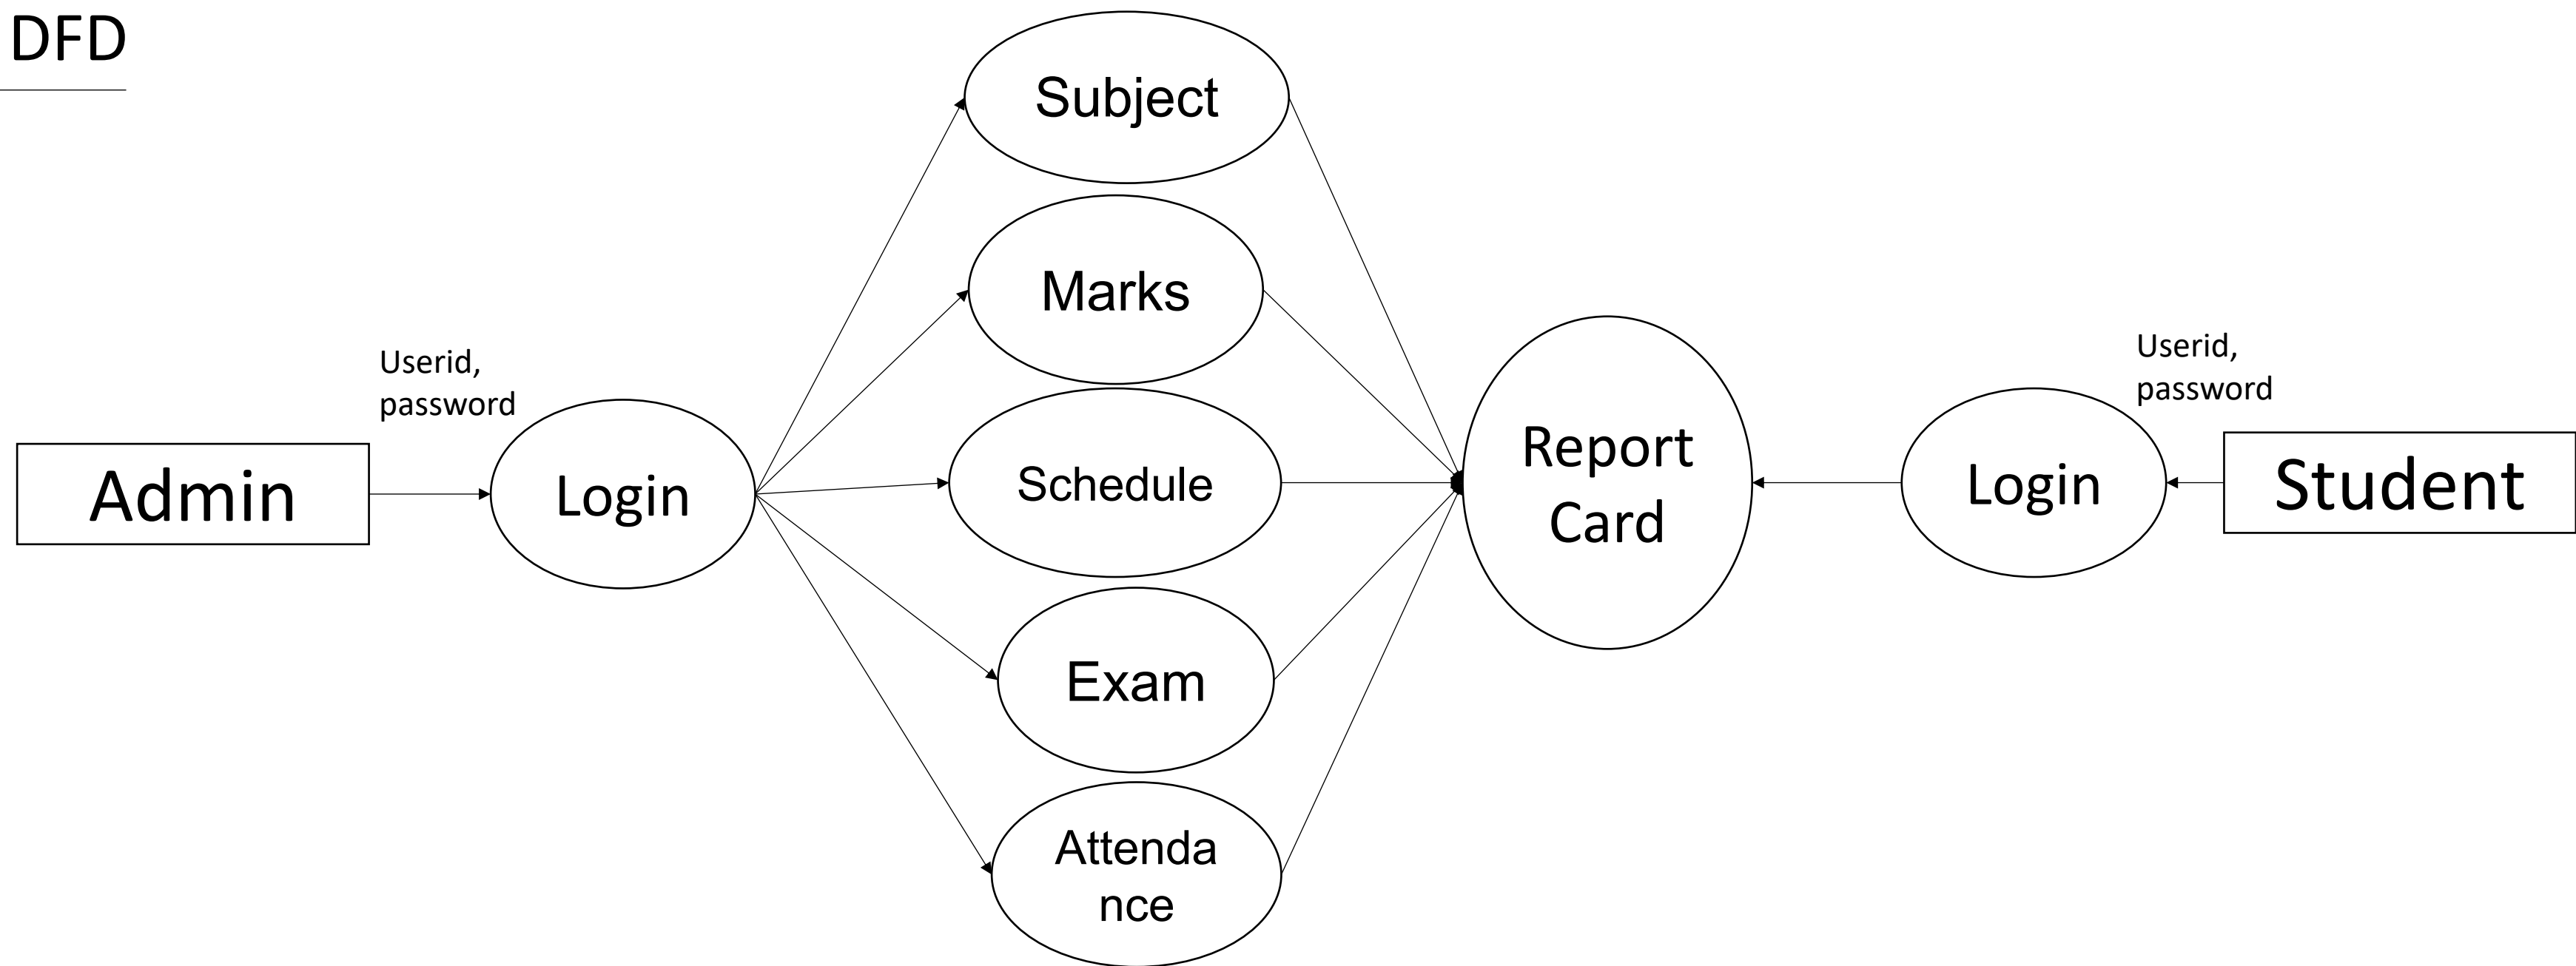 DFD
Subject
Marks
Userid,
password
Userid,
password
Admin
Login
Schedule
Report
Card
Login
Student
Exam
Attenda
nce